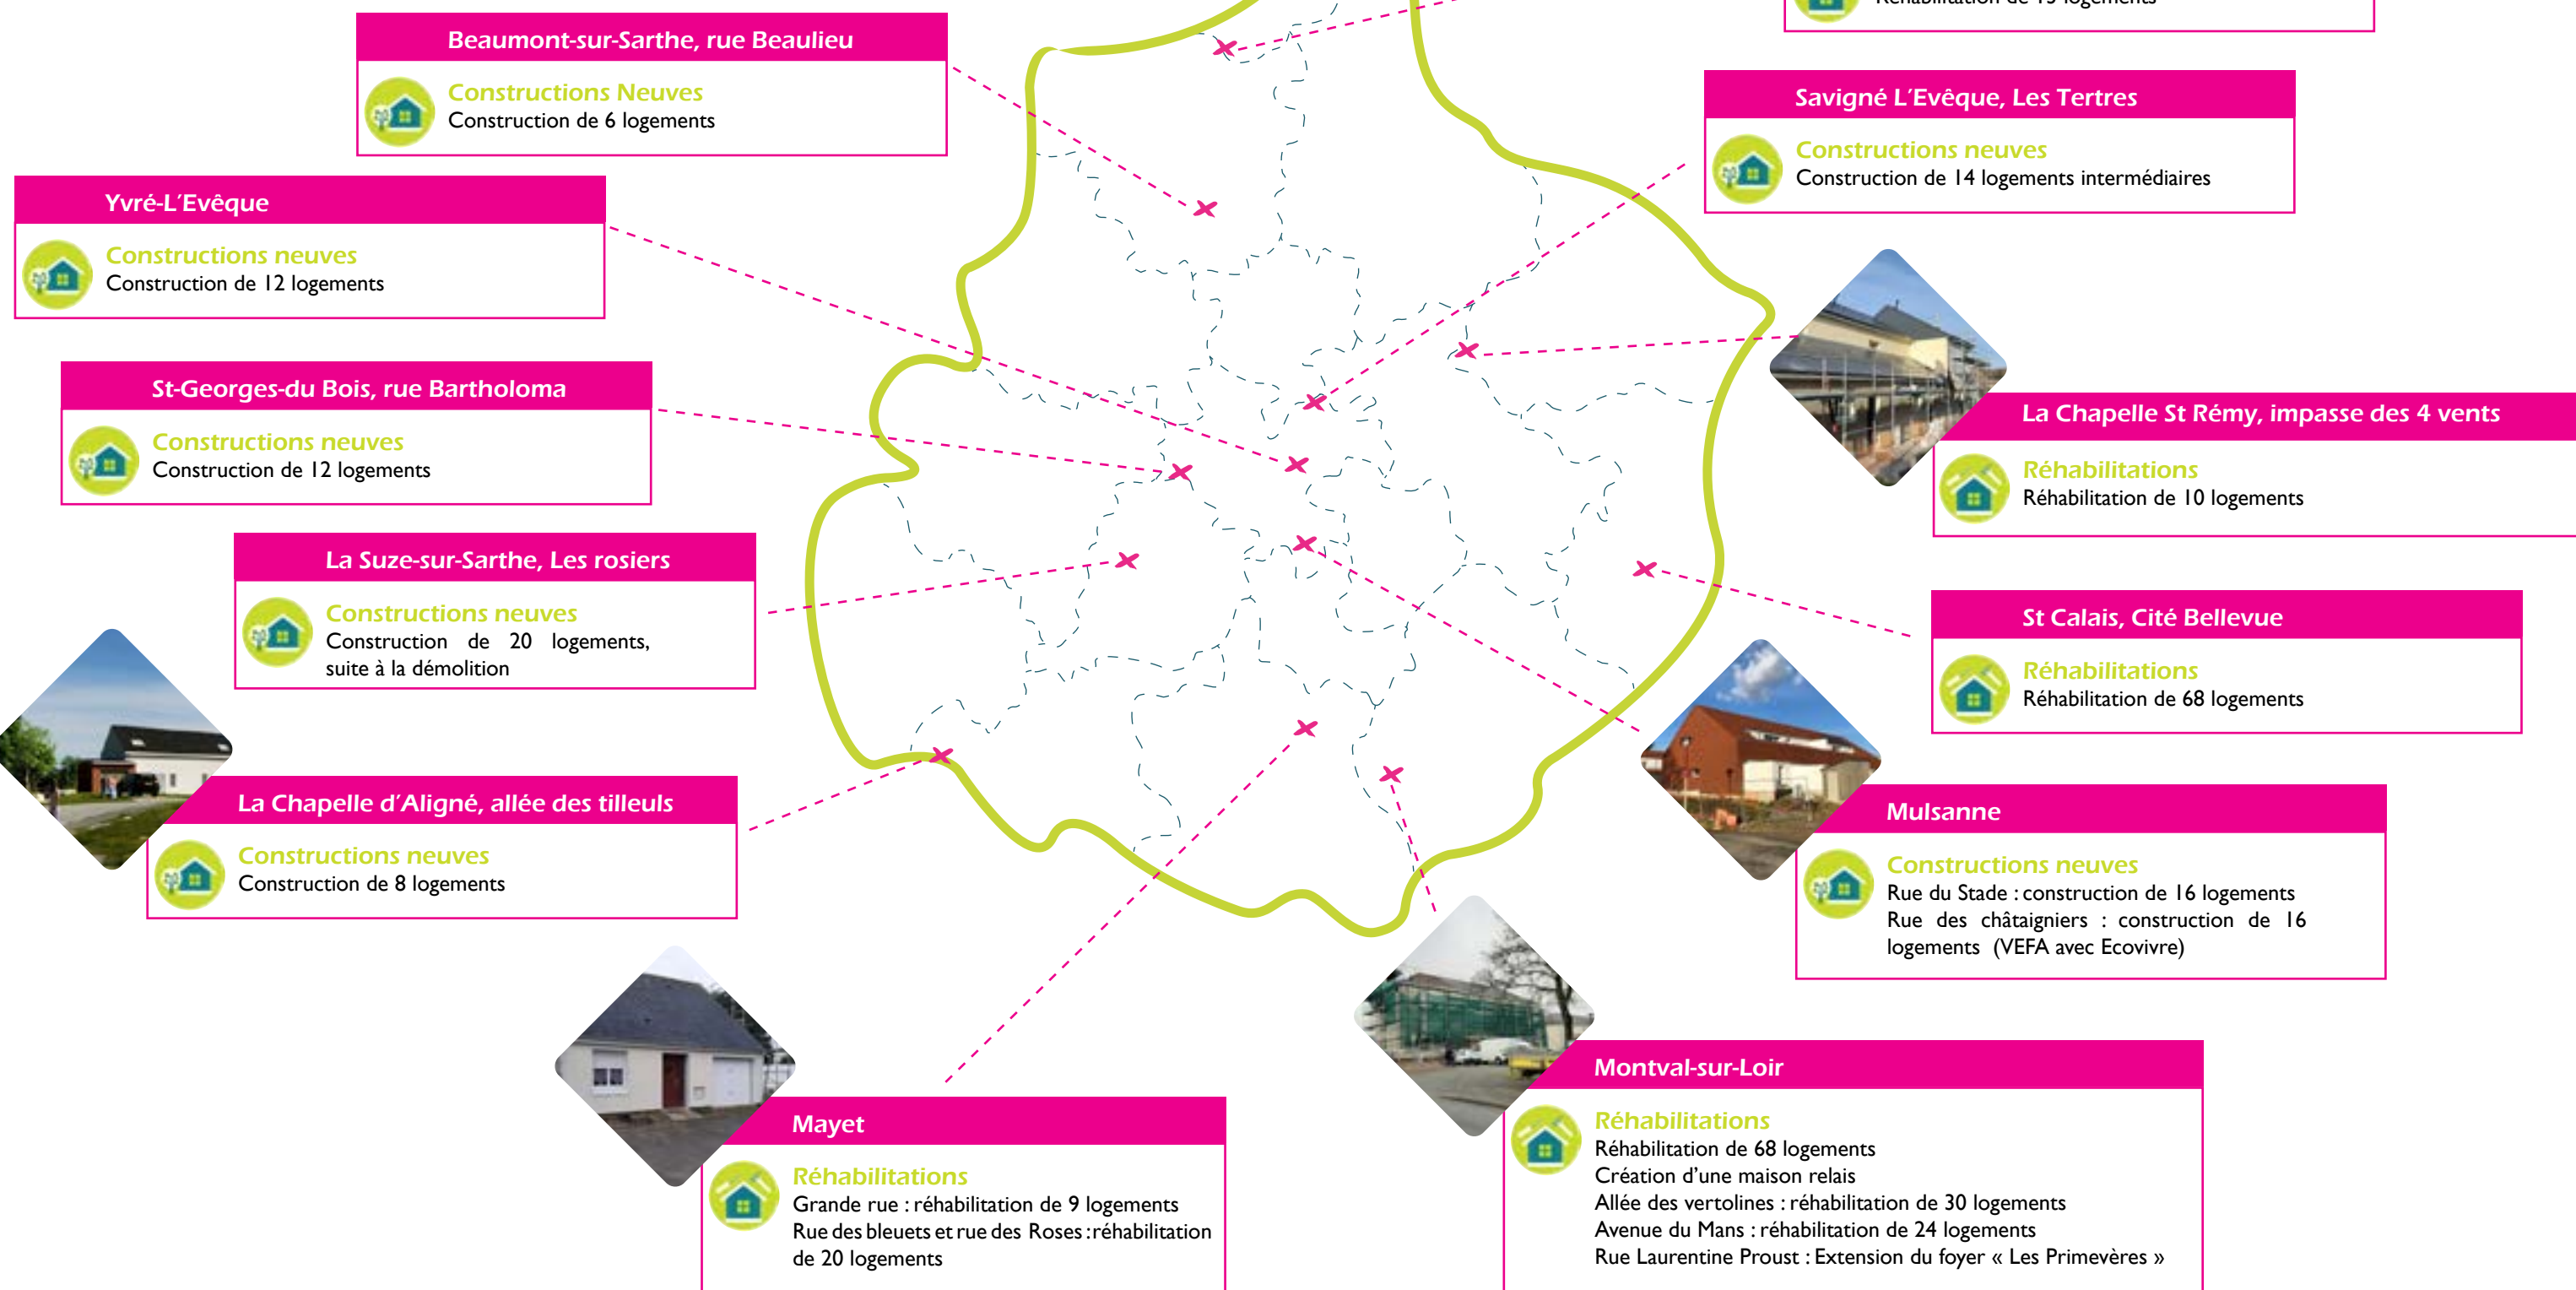 Réhabilitation de 15 logements
Beaumont-sur-Sarthe, rue Beaulieu
Constructions Neuves
Construction de 6 logements
Savigné L'Evêque, Les Tertres
Constructions neuves
Construction de 14 logements intermédiaires
Yvré-L'Evêque
Constructions neuves
Construction de 12 logements
St-Georges-du Bois, rue Bartholoma
Constructions neuves
Construction de 12 logements
La Chapelle St Rémy, impasse des 4 vents
Réhabilitations
Réhabilitation de 10 logements
La Suze-sur-Sarthe, Les rosiers
Constructions neuves
Construction de 20 logements,
suite à la démolition
St Calais, Cité Bellevue
Réhabilitations
Réhabilitation de 68 logements
La Chapelle d'Aligné, allée des tilleuls
Constructions neuves
Construction de 8 logements
Mulsanne
Constructions neuves
Rue du Stade : construction de 16 logements
Rue des châtaigniers : construction de 16
logements (VEFA avec Ecovivre)
Mayet
Réhabilitations
Grande rue : réhabilitation de 9 logements
Rue des bleuets et rue des Roses : réhabilitation
de 20 logements
Montval-sur-Loir
Réhabilitations
Réhabilitation de 68 logements
Création d'une maison relais
Allée des vertolines : réhabilitation de 30 logements
Avenue du Mans : réhabilitation de 24 logements
Rue Laurentine Proust : Extension du foyer « Les Primevères »